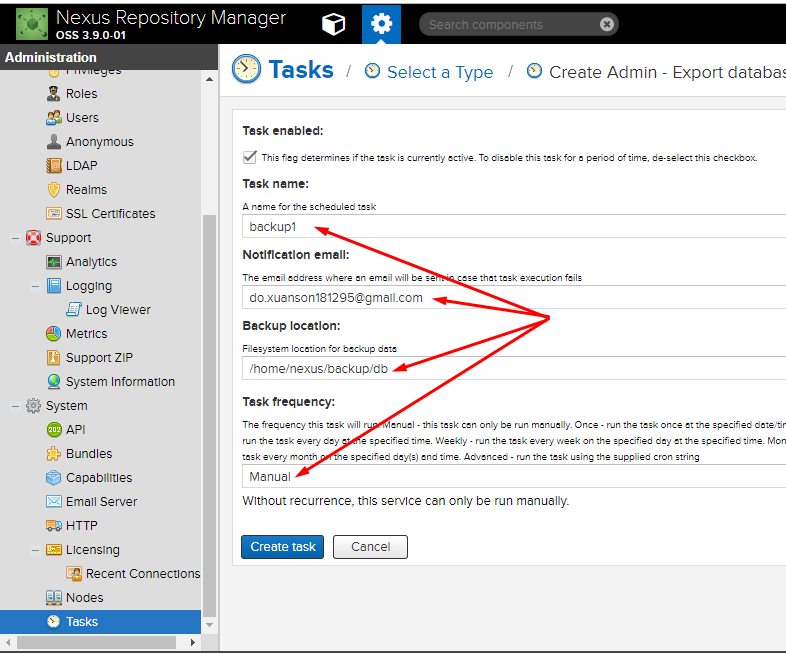 Nexus Repository Manager
OSS 3.9.0-01
Search components
Administration
Privileges
Roles
Users
Anonymous
LDAP
Realms
SSL Certificates
Support
Analytics
Logging
Log Viewer
Metrics
Support ZIP
System Information
System
202
API
Bundles
Capabilities
Email Server
HTTP
Licensing
Recent Connections
Nodes
Tasks
Tasks / Select a Type / Create Admin - Export databas
Task enabled:
This flag determines if the task is currently active. To disable this task for a period of time, de-select this checkbox.
Task name:
A name for the scheduled task
backup1
Notification email:
The email address where an email will be sent in case that task execution fails
do.xuanson181295@gmail.com
Backup location:
Filesystem location for backup data
/home/nexus/backup/db
Task frequency:
The frequency this task will run. Manual - this task can only be run manually. Once - run the task once at the specified date/tim
run the task every day at the specified time. Weekly - run the task every week on the specified day at the specified time. Mon
task every month on the specified day(s) and time. Advanced - run the task using the supplied cron string
Manual
Without recurrence, this service can only be run manually.
Create task
Cancel